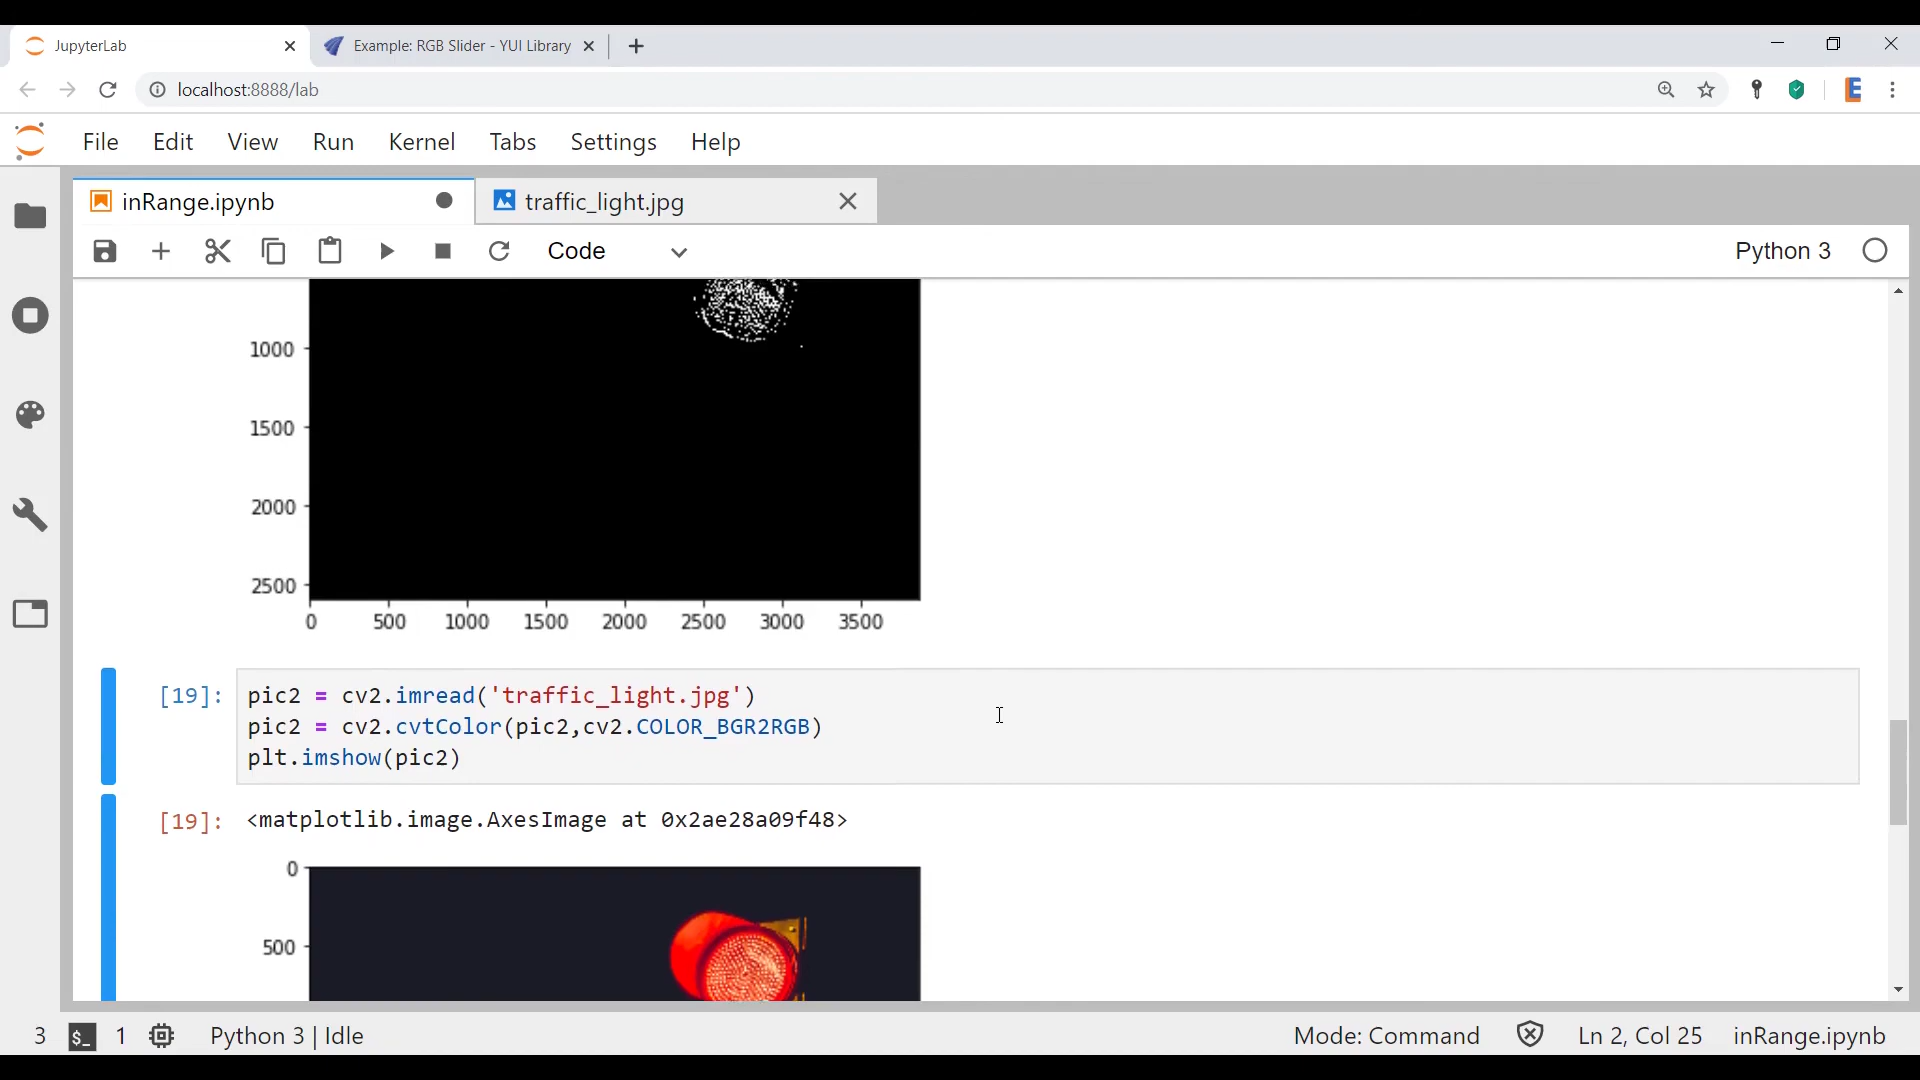 JupyterLab
Example: RGB Slider - YUI Library
localhost:8888/lab
File Edit View Run Kernel Tabs Settings Help
inRange.ipynb
traffic_light.jpg
Code
Python 3
1000
1500
2000
2500
0 500 1000 1500 2000 2500 3000 3500
[19]: pic2 = cv2.imread('traffic_light.jpg')
pic2 = cv2.cvtColor(pic2,cv2.COLOR_BGR2RGB)
plt.imshow(pic2)
[19]: <matplotlib.image.AxesImage at 0x2ae28a09f48>
0
500
3 $_ 1 Python 3 | Idle Mode: Command Ln 2, Col 25 inRange.ipynb